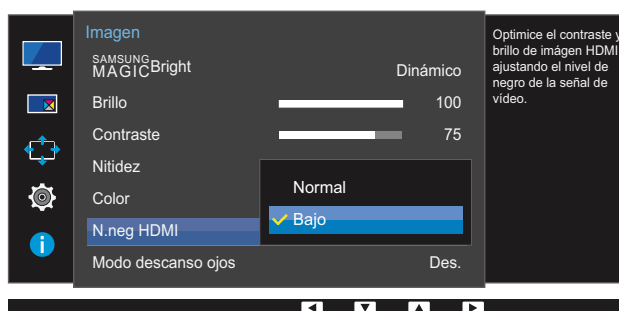 Imagen
SAMSUNG
MAGICBright Dinámico
Brillo 100
Contraste 75
Nitidez
Color
N.neg HDMI
Modo descanso ojos Des.
Normal
Bajo
Optimice el contraste y
brillo de imágen HDMI
ajustando el nivel de
negro de la señal de
vídeo.